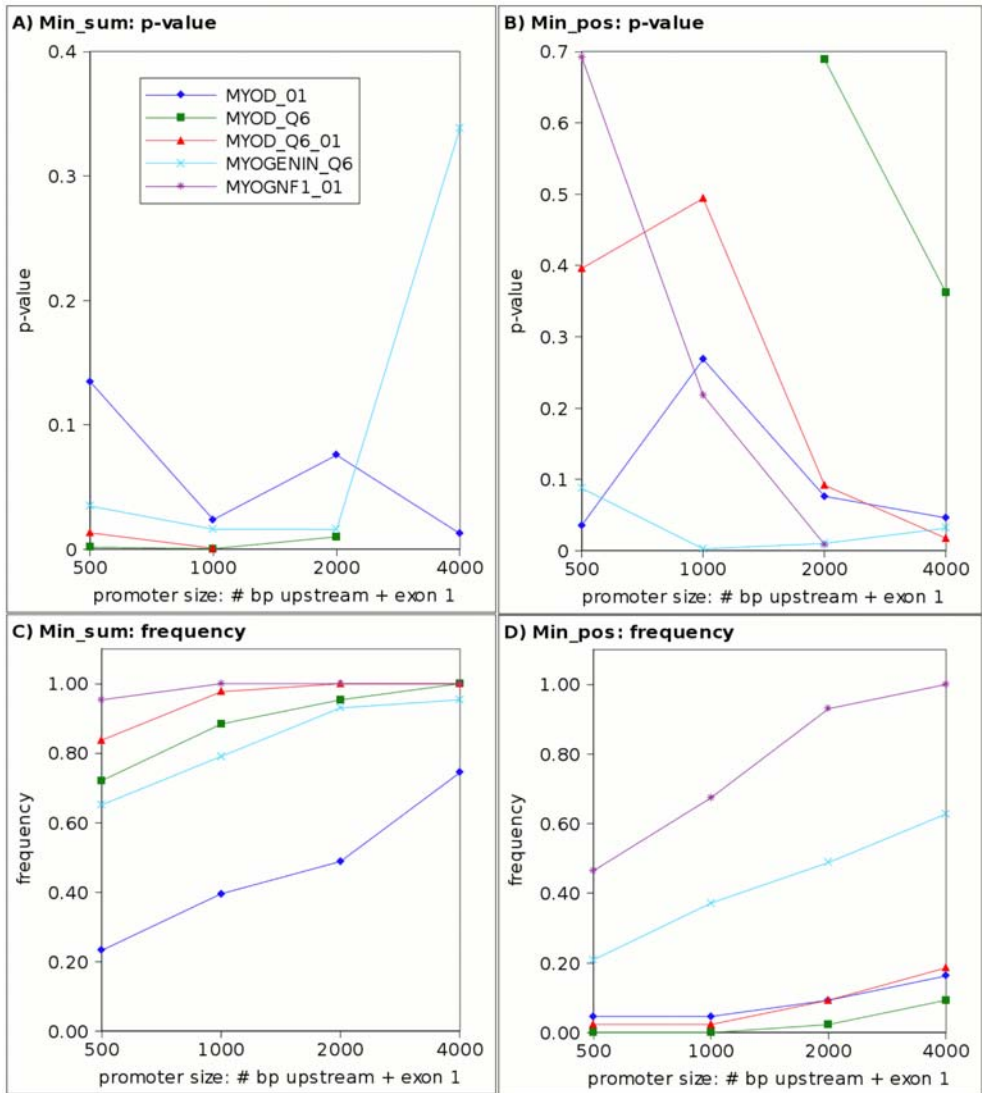 A) Min_sum: p-value
0.4
0.3
0.2
0.1
0
p-value
MYOD_01
MYOD_Q6
MYOD_Q6_01
MYOGENIN_Q6
MYOGNF1_01
500 1000 2000 4000
promoter size: # bp upstream + exon 1
B) Min_pos: p-value
0.7
0.6
0.5
0.4
0.3
0.2
0.1
0
p-value
500 1000 2000 4000
promoter size: # bp upstream + exon 1
C) Min_sum: frequency
1.00
0.80
0.60
0.40
0.20
0.00
frequency
500 1000 2000 4000
promoter size: # bp upstream + exon 1
D) Min_pos: frequency
1.00
0.80
0.60
0.40
0.20
0.00
frequency
500 1000 2000 4000
promoter size: # bp upstream + exon 1